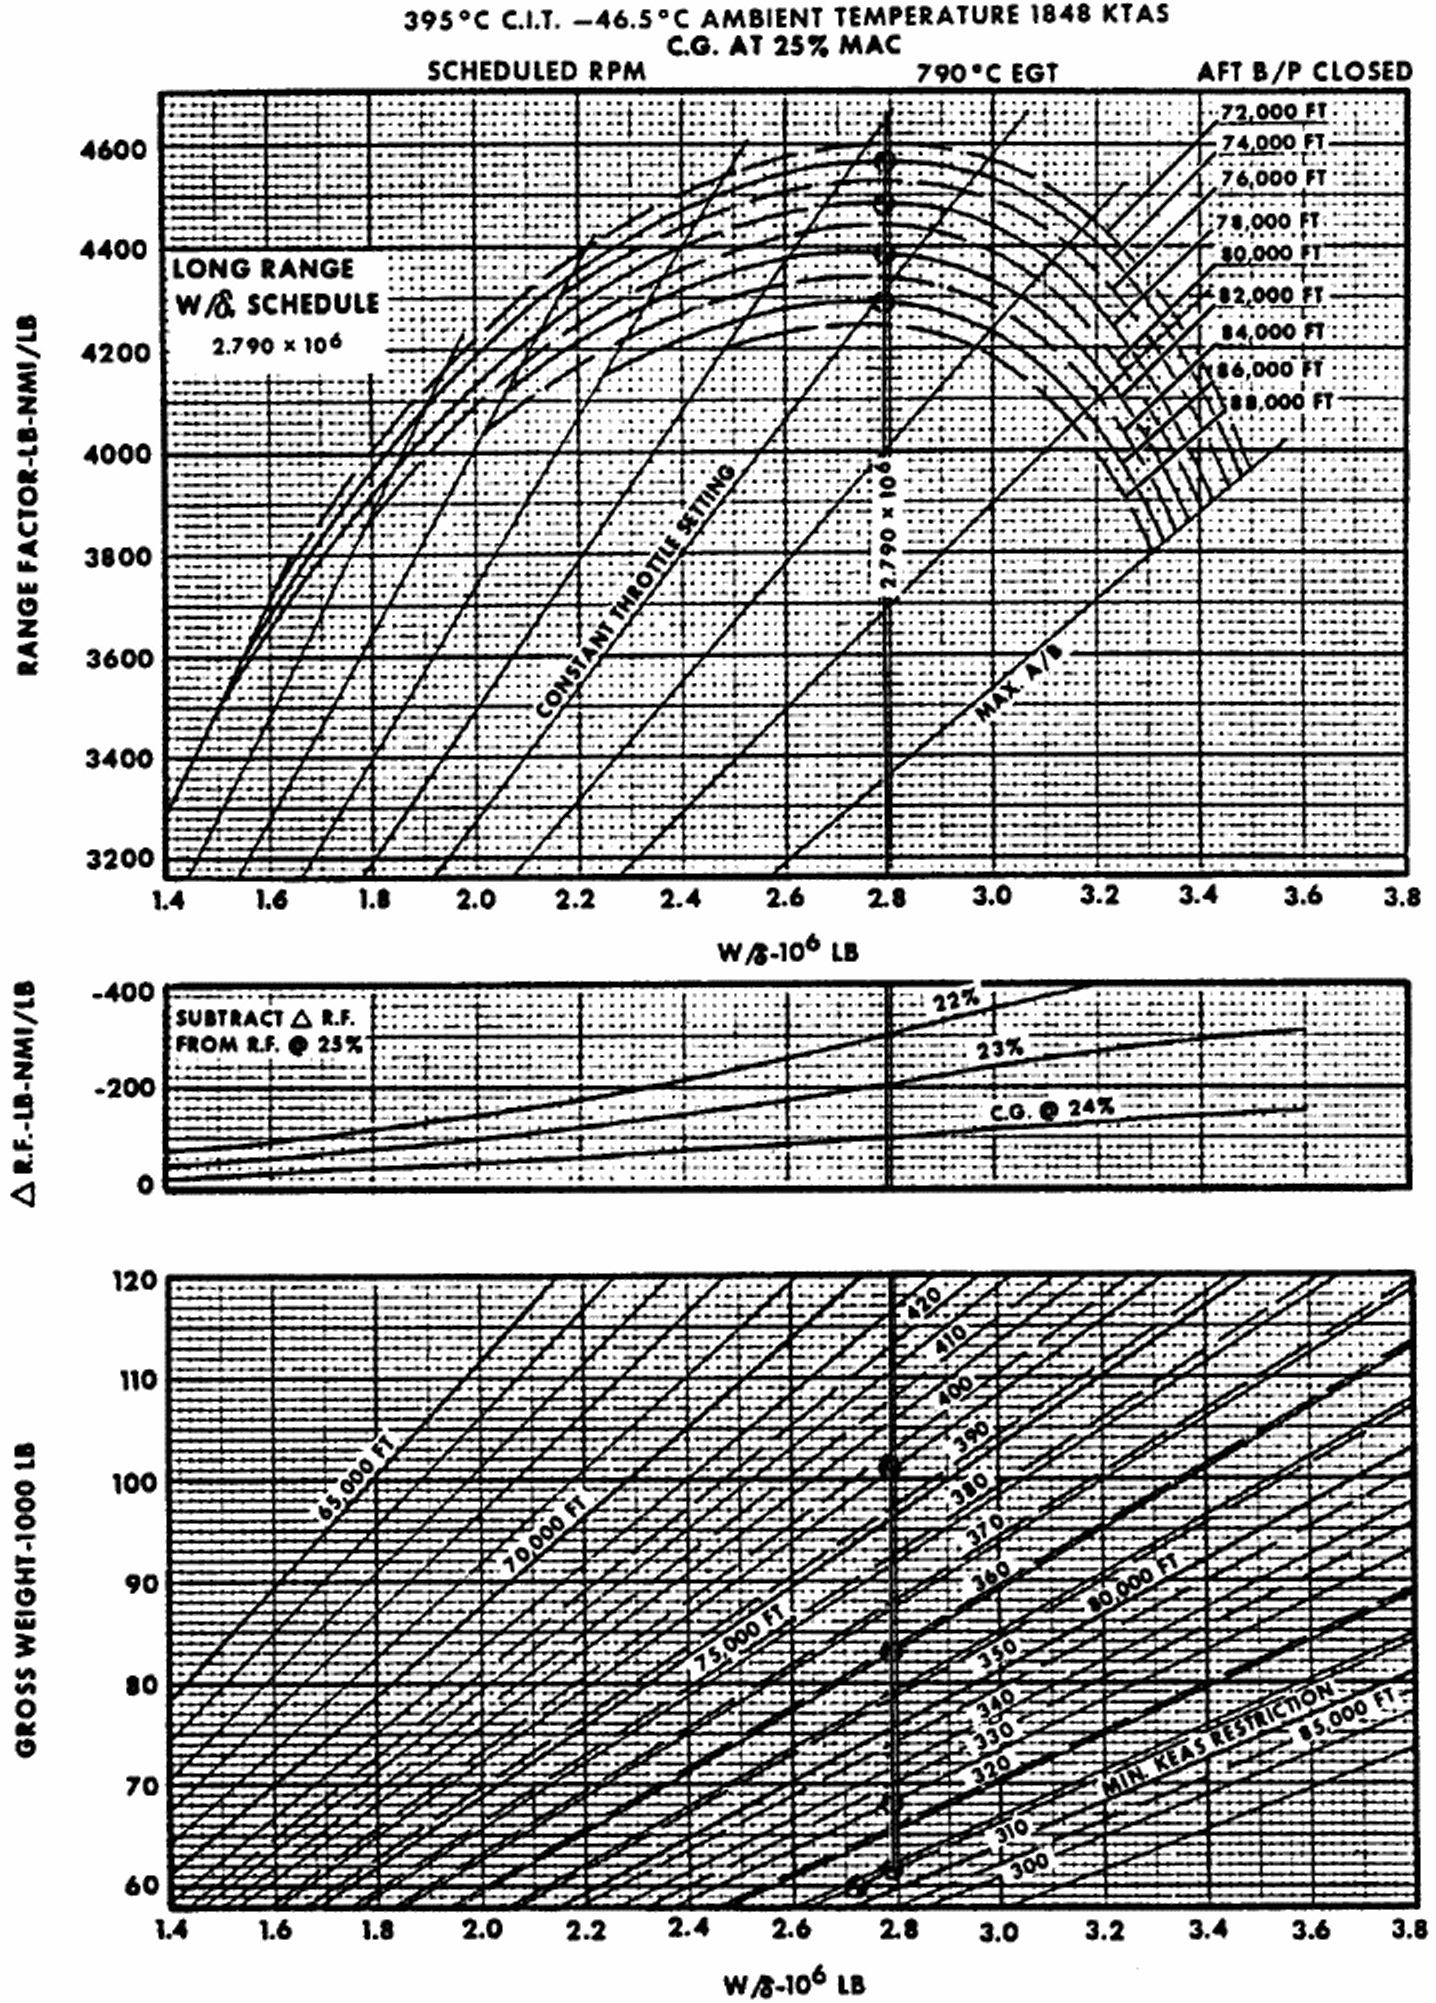 395°C C.I.T. -46.5°C AMBIENT TEMPERATURE 1848 KTAS
C.G. AT 25% MAC
SCHEDULED RPM 790°C EGT AFT B/P CLOSED
72,000 FT
74,000 FT
76,000 FT
78,000 FT
80,000 FT
82,000 FT
84,000 FT
86,000 FT
88,000 FT
LONG RANGE
W/δ SCHEDULE
2.790 × 10⁶
RANGE FACTOR-LB-NMI/LB
4600
4400
4200
4000
3800
3600
3400
3200
CONSTANT THROTTLE SETTING
2.790 × 10⁶
MAX. A/B
1.4 1.6 1.8 2.0 2.2 2.4 2.6 2.8 3.0 3.2 3.4 3.6 3.8
W/δ-10⁶ LB
△ R.F.-LB-NMI/LB
-400
-200
0
SUBTRACT △ R.F.
FROM R.F. @ 25%
22%
23%
C.G. @ 24%
GROSS WEIGHT-1000 LB
120
110
100
90
80
70
60
65,000 FT
70,000 FT
75,000 FT
80,000 FT
85,000 FT
420
410
400
390
380
370
360
350
340
330
320
310
300
MIN. KEAS RESTRICTION
1.4 1.6 1.8 2.0 2.2 2.4 2.6 2.8 3.0 3.2 3.4 3.6 3.8
W/δ-10⁶ LB